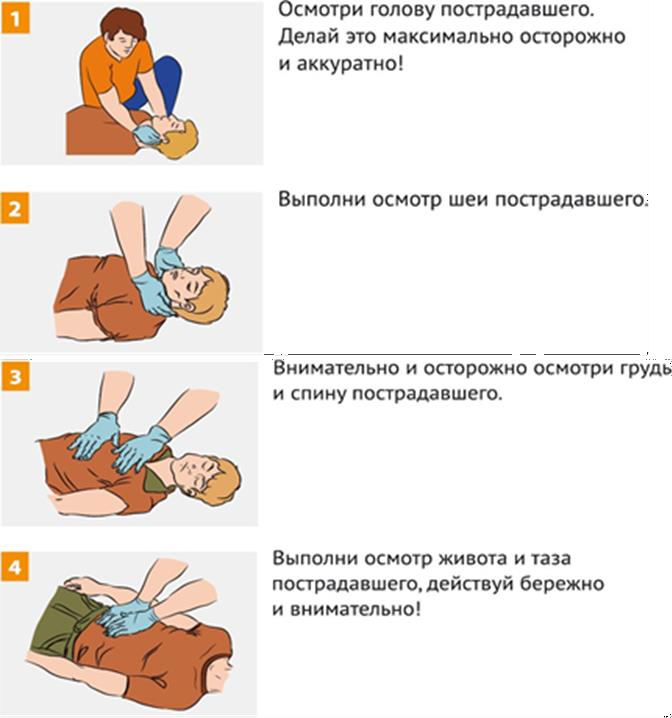 1
Осмотри голову пострадавшего.
Делай это максимально осторожно
и аккуратно!
2
Выполни осмотр шеи пострадавшего.
3
Внимательно и осторожно осмотри грудь
и спину пострадавшего.
4
Выполни осмотр живота и таза
пострадавшего, действуй бережно
и внимательно!